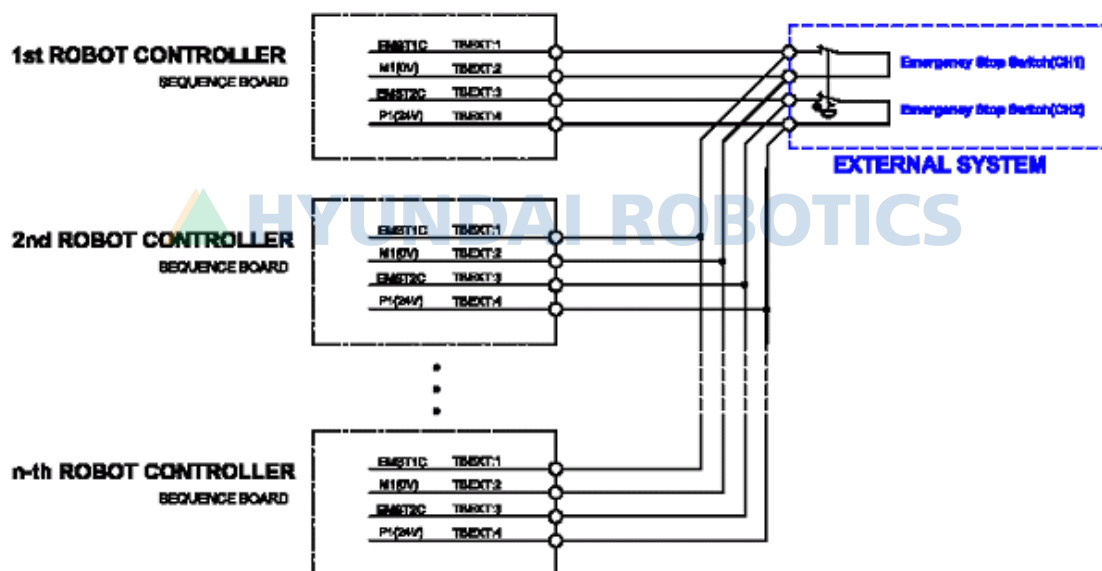 1st ROBOT CONTROLLER
SEQUENCE BOARD
EMST1C TBEXT:1
M1(0V) TBEXT:2
EMST2C TBEXT:3
P1(24V) TBEXT:4
Emergency Stop Switch(CH1)
Emergency Stop Switch(CH2)
EXTERNAL SYSTEM
HYUNDAI ROBOTICS
2nd ROBOT CONTROLLER
SEQUENCE BOARD
EMST1C TBEXT:1
M1(0V) TBEXT:2
EMST2C TBEXT:3
P1(24V) TBEXT:4
n-th ROBOT CONTROLLER
SEQUENCE BOARD
EMST1C TBEXT:1
M1(0V) TBEXT:2
EMST2C TBEXT:3
P1(24V) TBEXT:4